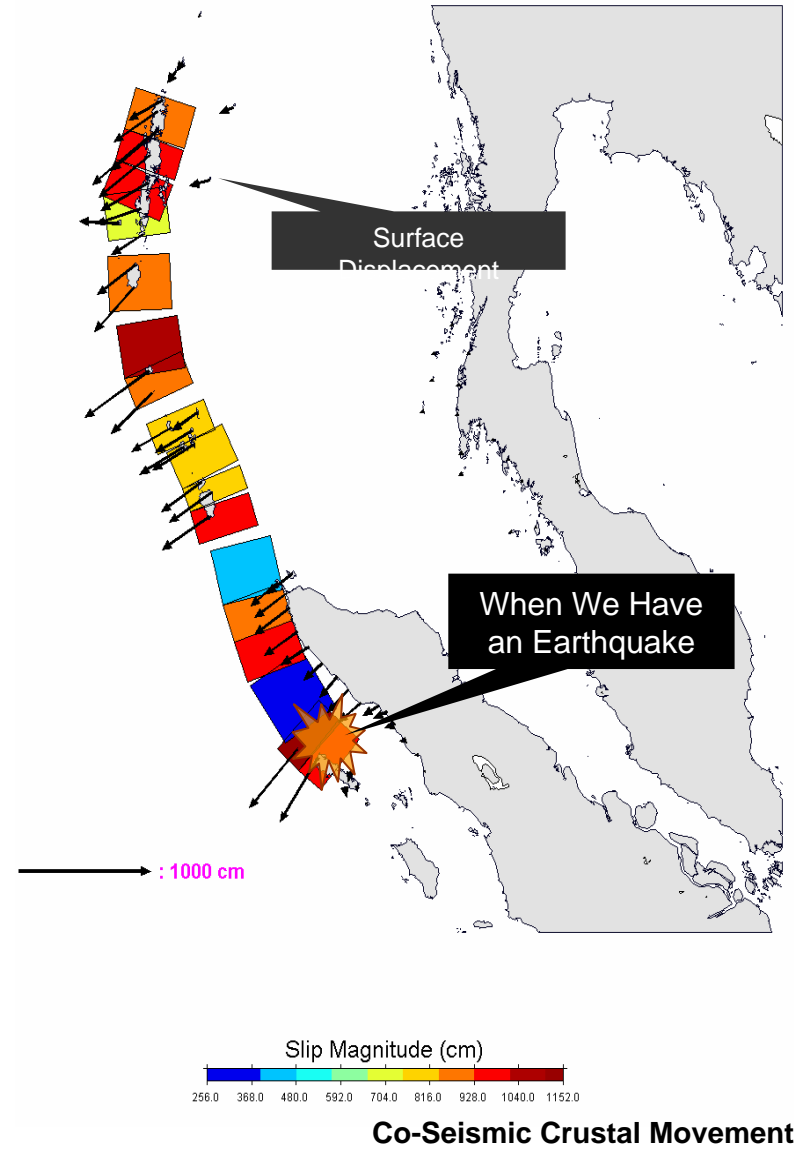 Surface
Displacement
When We Have
an Earthquake
: 1000 cm
Slip Magnitude (cm)
256.0 368.0 480.0 592.0 704.0 816.0 928.0 1040.0 1152.0
Co-Seismic Crustal Movement